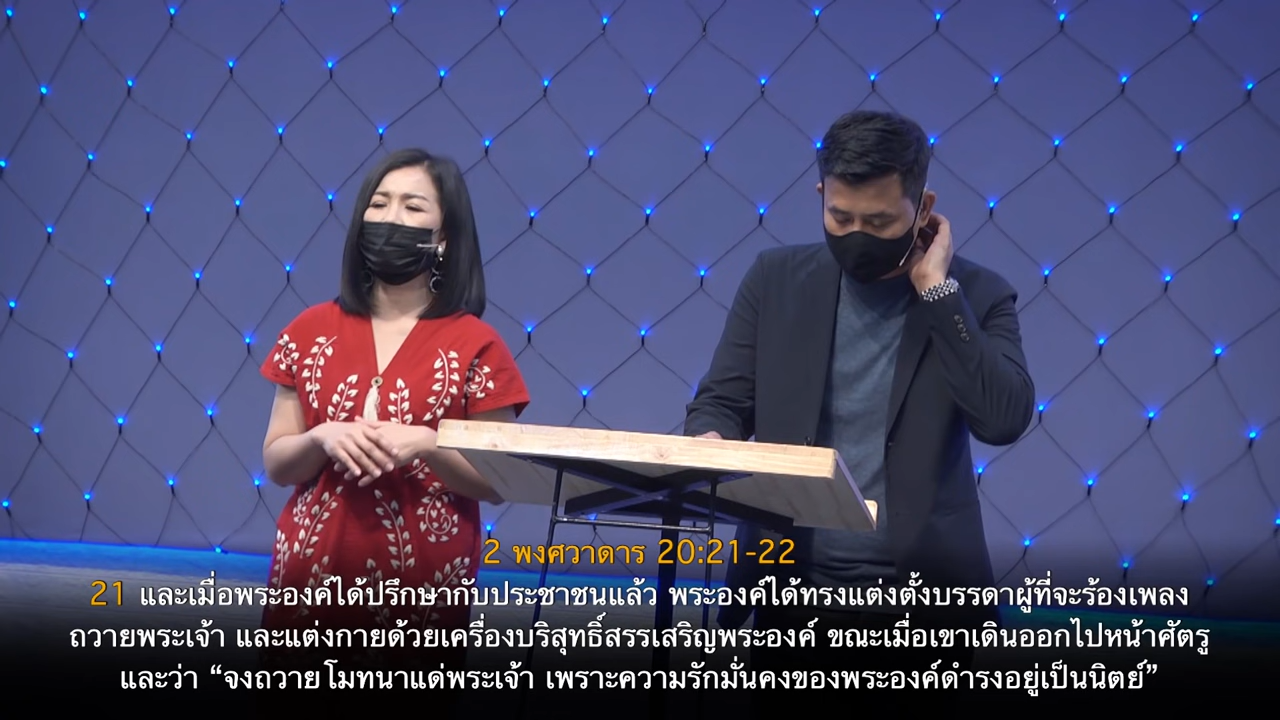 2 พงศวาดาร 20:21-22
21 และเมื่อพระองค์ได้ปรึกษากับประชาชนแล้ว พระองค์ได้ทรงแต่งตั้งบรรดาผู้ที่จะร้องเพลง
ถวายพระเจ้า และแต่งกายด้วยเครื่องบริสุทธิ์สรรเสริญพระองค์ ขณะเมื่อเขาเดินออกไปหน้าศัตรู
และว่า “จงถวายโมทนาแด่พระเจ้า เพราะความรักมั่นคงของพระองค์ดำรงอยู่เป็นนิตย์”